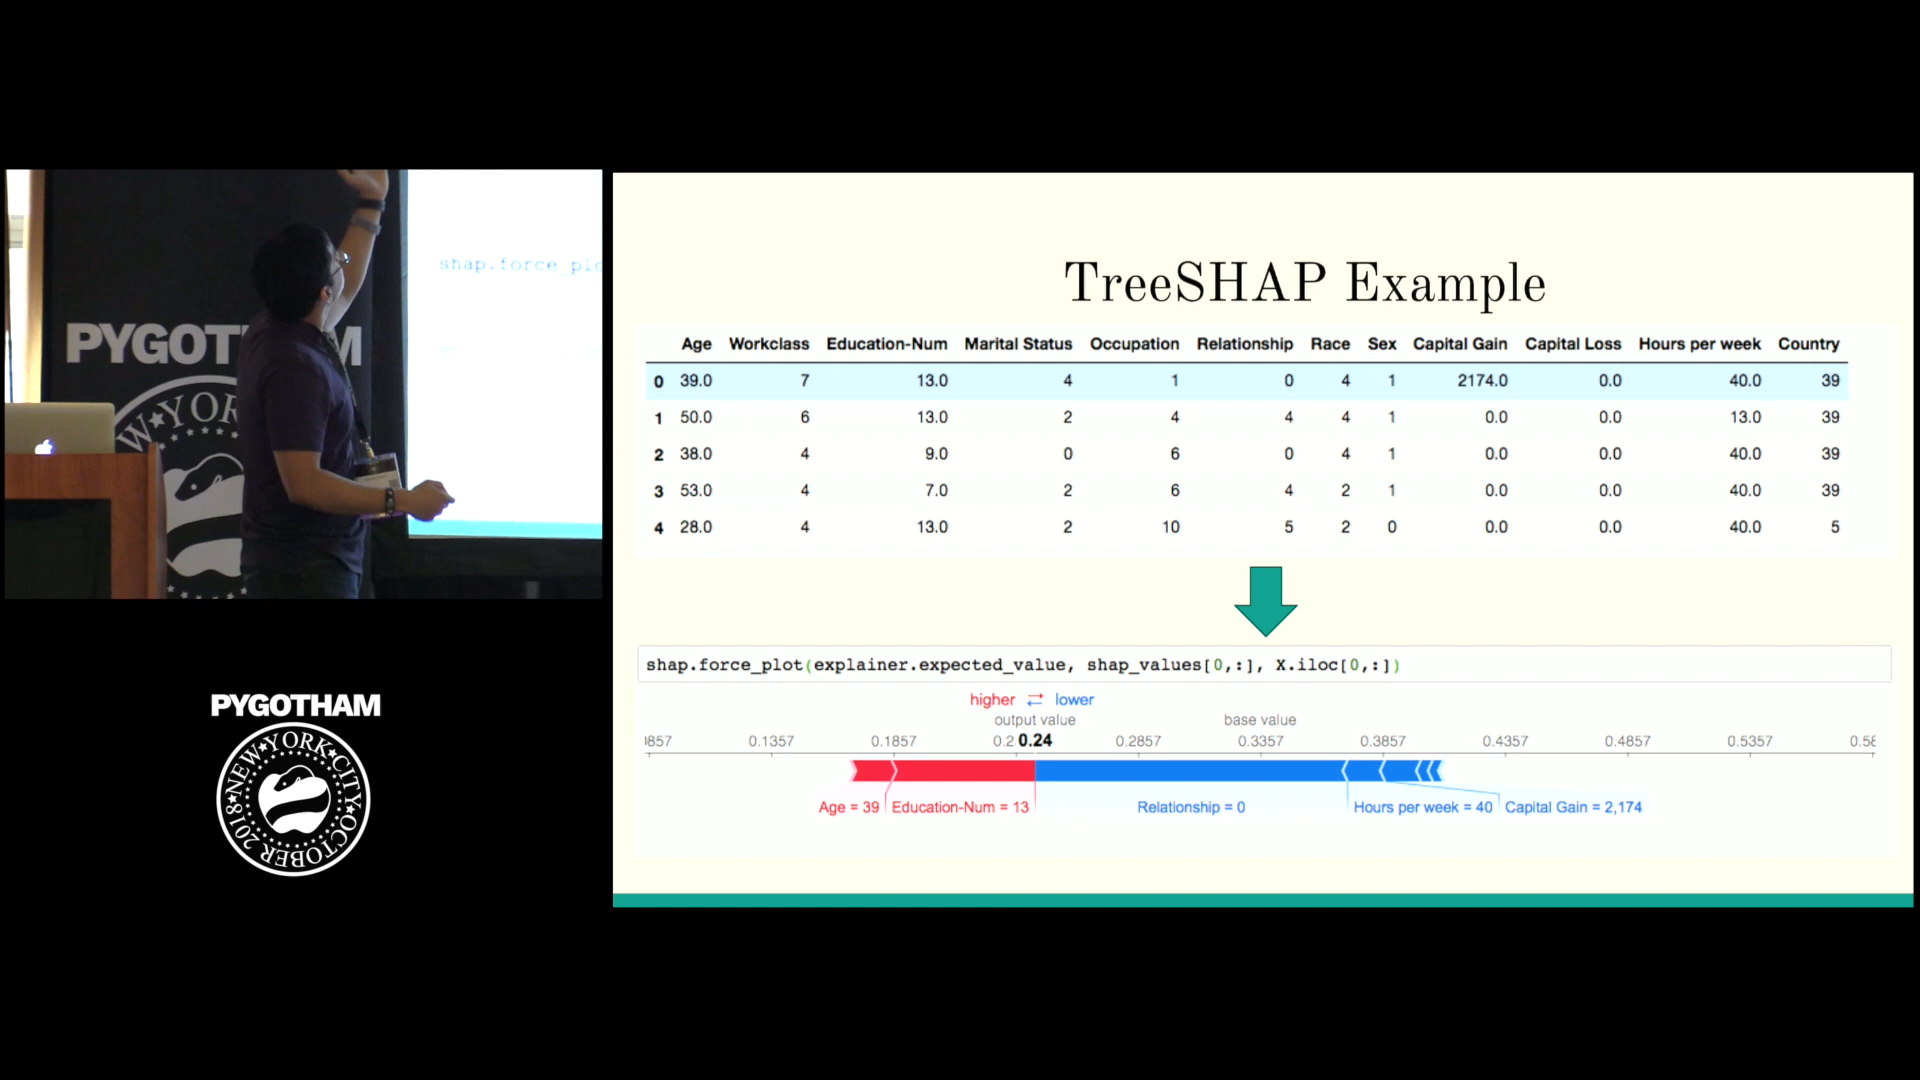 shap.force_plo
PYGOT M
W★YOR
PYGOTHAM
NEW★YORK★CITY★OCTOBER 2018★
TreeSHAP Example
Age Workclass Education-Num Marital Status Occupation Relationship Race Sex Capital Gain Capital Loss Hours per week Country
0 39.0 7 13.0 4 1 0 4 1 2174.0 0.0 40.0 39
1 50.0 6 13.0 2 4 4 4 1 0.0 0.0 13.0 39
2 38.0 4 9.0 0 6 0 4 1 0.0 0.0 40.0 39
3 53.0 4 7.0 2 6 4 2 1 0.0 0.0 40.0 39
4 28.0 4 13.0 2 10 5 2 0 0.0 0.0 40.0 5
shap.force_plot(explainer.expected_value, shap_values[0,:], X.iloc[0,:])
higher ⇄ lower
output value base value
0.1357 0.1857 0.2 0.24 0.2857 0.3357 0.3857 0.4357 0.4857 0.5357
Age = 39 Education-Num = 13 Relationship = 0 Hours per week = 40 Capital Gain = 2,174